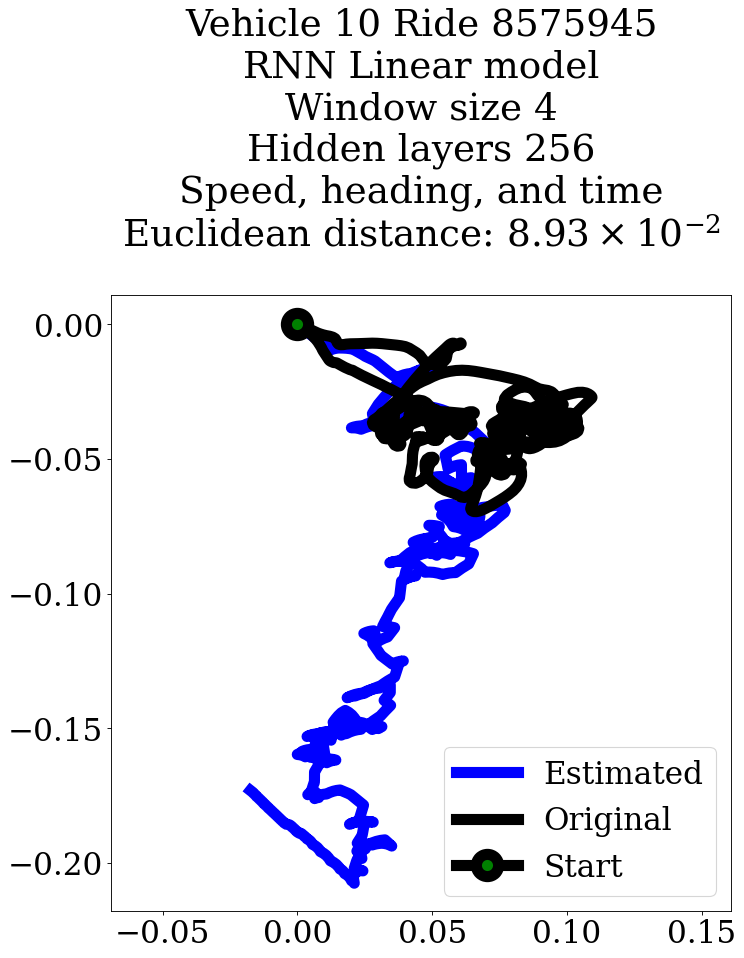 Vehicle 10 Ride 8575945
RNN Linear model
Window size 4
Hidden layers 256
Speed, heading, and time
Euclidean distance: 8.93 × 10⁻²
0.00
−0.05
−0.10
−0.15
−0.20
Estimated
Original
Start
−0.05 0.00 0.05 0.10 0.15